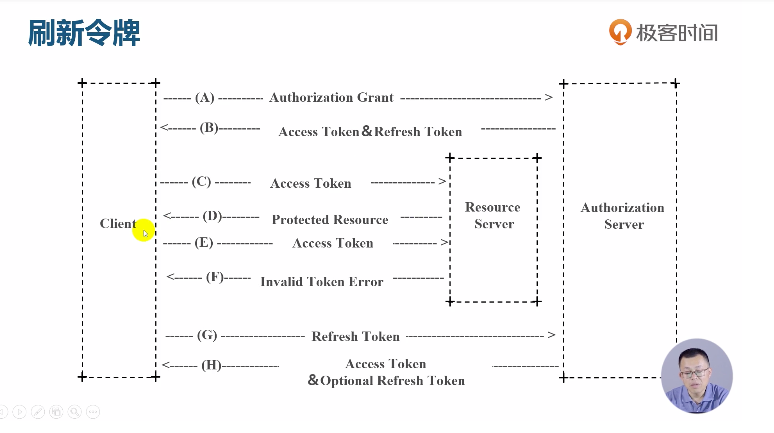 刷新令牌
极客时间
(A) Authorization Grant
(B) Access Token & Refresh Token
(C) Access Token
(D) Protected Resource
(E) Access Token
(F) Invalid Token Error
Client
Resource
Server
Authorization
Server
(G) Refresh Token
(H) Access Token
& Optional Refresh Token